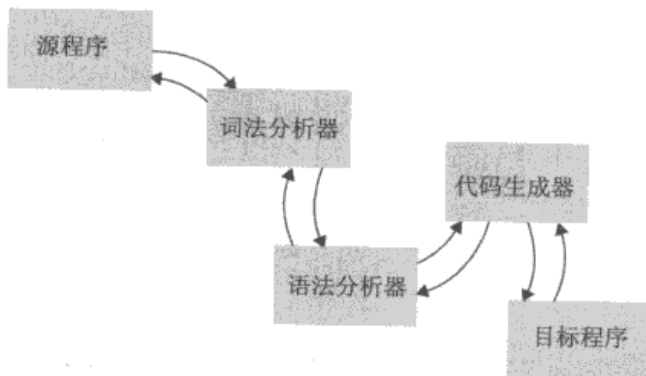 源程序
词法分析器
代码生成器
语法分析器
目标程序